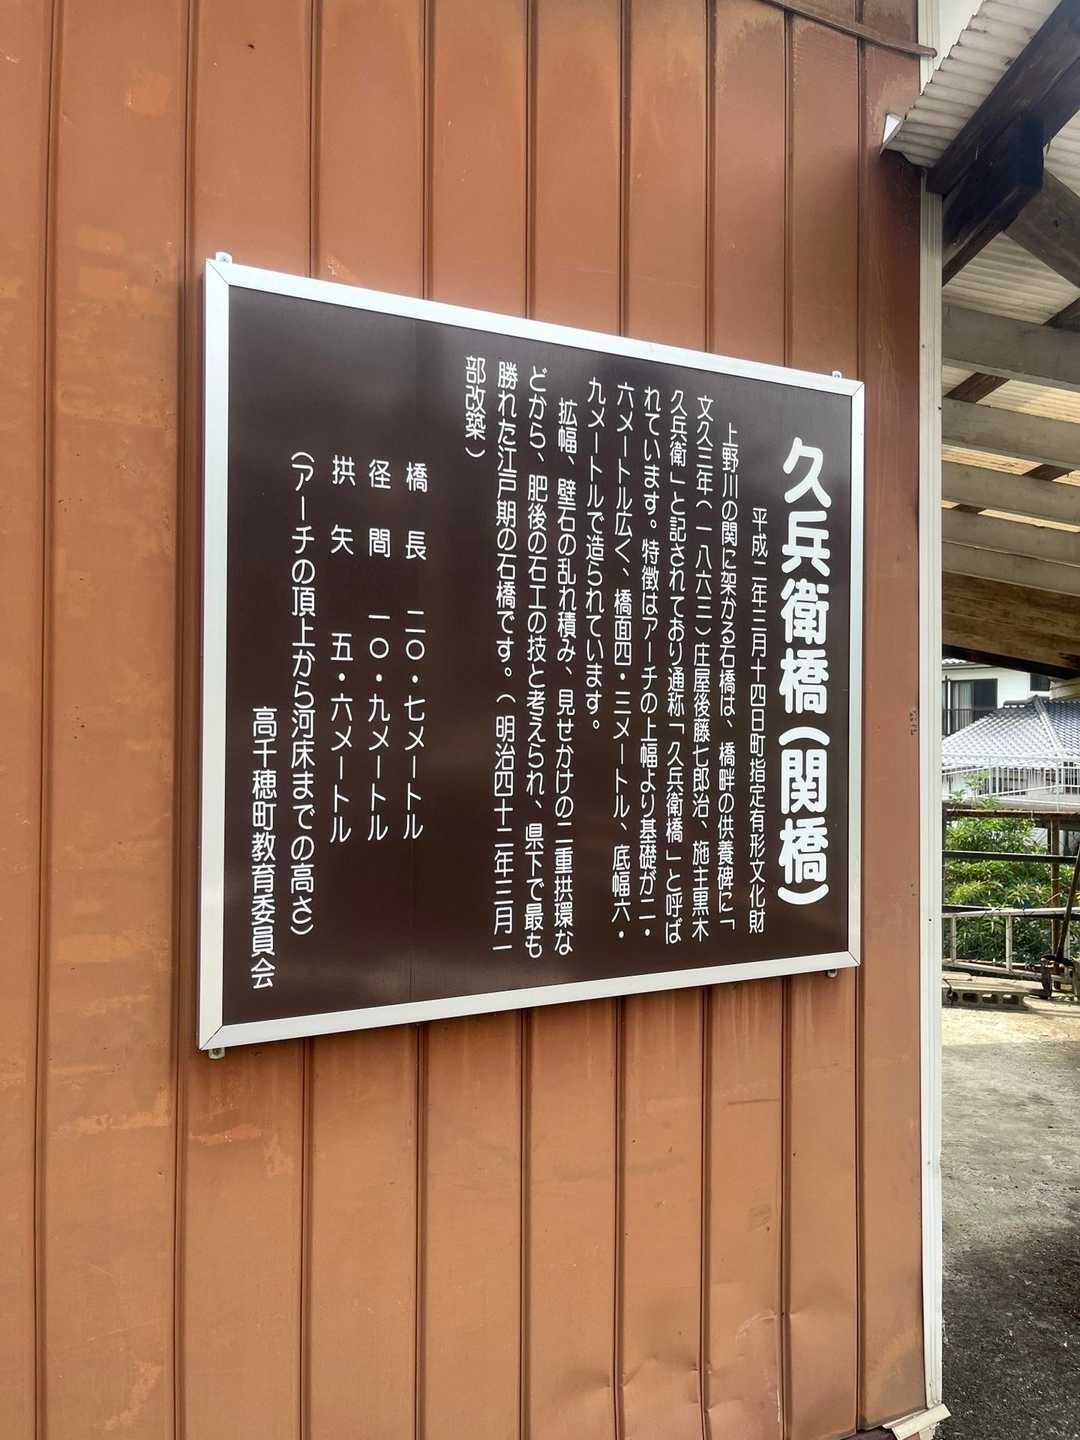 久兵衛橋(関橋)
平成二年三月十四日町指定有形文化財
上野川の関に架かる石橋は、橋畔の供養碑に「
文久三年(一八六三)庄屋後藤七郎治、施主黒木
久兵衛」と記されており通称「久兵衛橋」と呼ば
れています。特徴はアーチの上幅より基礎が二・
六メートル広く、橋面四・三メートル、底幅六・
九メートルで造られています。
拡幅、壁石の乱れ積み、見せかけの二重拱環な
どから、肥後の石工の技と考えられ、県下で最も
勝れた江戸期の石橋です。(明治四十二年三月一
部改築)
橋長 二〇・七メートル
径間 一〇・九メートル
拱矢 五・六メートル
(アーチの頂上から河床までの高さ)
高千穂町教育委員会